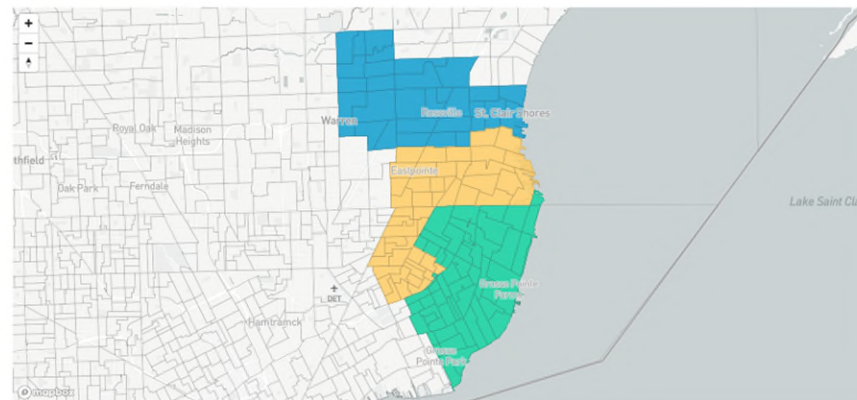 +
−
Warren
Roseville
St. Clair Shores
Royal Oak
Madison
Heights
thfield
Eastpointe
Oak Park
Ferndale
Lake Saint Cla
DET
Grosse Pointe
Farms
Hamtramck
Grosse
Pointe Park
mapbox